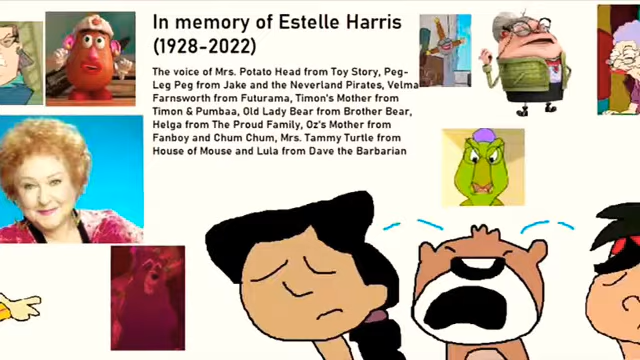 In memory of Estelle Harris
(1928-2022)
The voice of Mrs. Potato Head from Toy Story, Peg-
Leg Peg from Jake and the Neverland Pirates, Velma
Farnsworth from Futurama, Timon's Mother from
Timon & Pumbaa, Old Lady Bear from Brother Bear,
Helga from The Proud Family, Oz's Mother from
Fanboy and Chum Chum, Mrs. Tammy Turtle from
House of Mouse and Lula from Dave the Barbarian